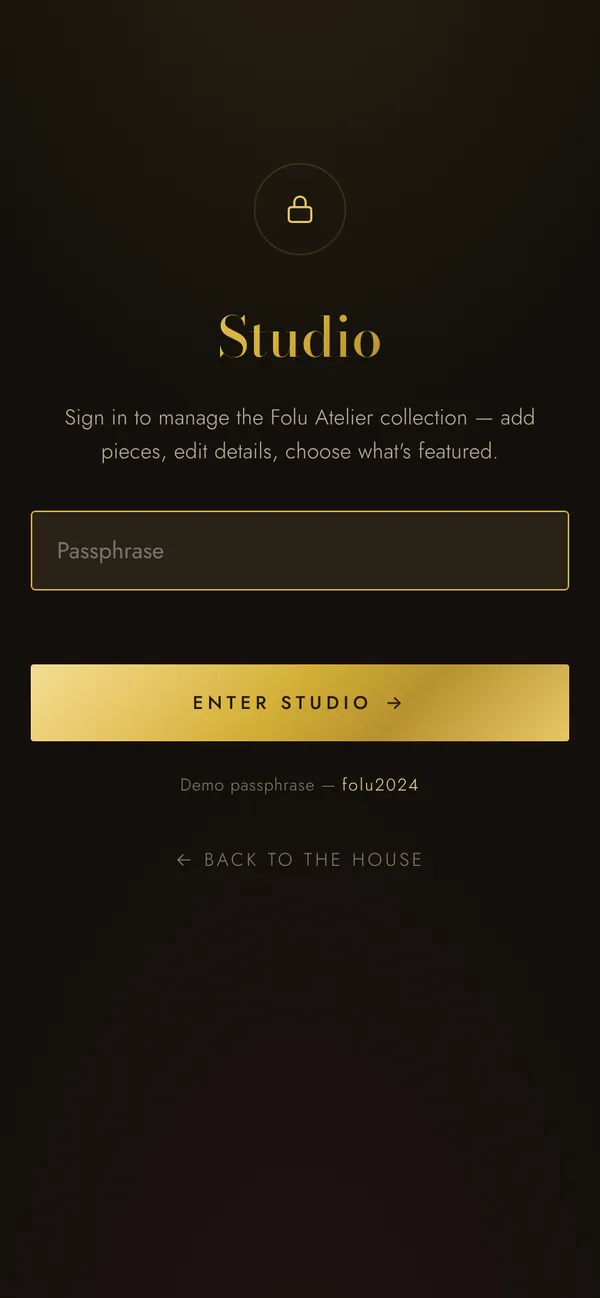 Studio
Sign in to manage the Folu Atelier collection — add
pieces, edit details, choose what's featured.
Passphrase
ENTER STUDIO →
Demo passphrase — folu2024
← BACK TO THE HOUSE